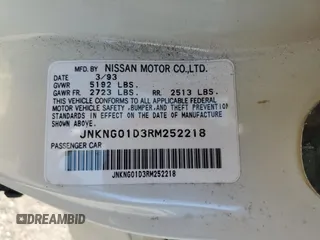 MFD BY NISSAN MOTOR CO.,LTD.
DATE 3/93
GVWR 5192 LBS.
GAWR FR. 2723 LBS. RR. 2513 LBS.
THIS VEHICLE CONFORMS TO ALL APPLICABLE FEDERAL
MOTOR VEHICLE SAFETY,BUMPER,AND THEFT PREVENTION
STANDARDS IN EFFECT ON THE DATE OF MANUFACTURE
SHOWN ABOVE.
JNKNG01D3RM252218
PASSENGER CAR
JNKNG01D3RM252218
DREAMBID